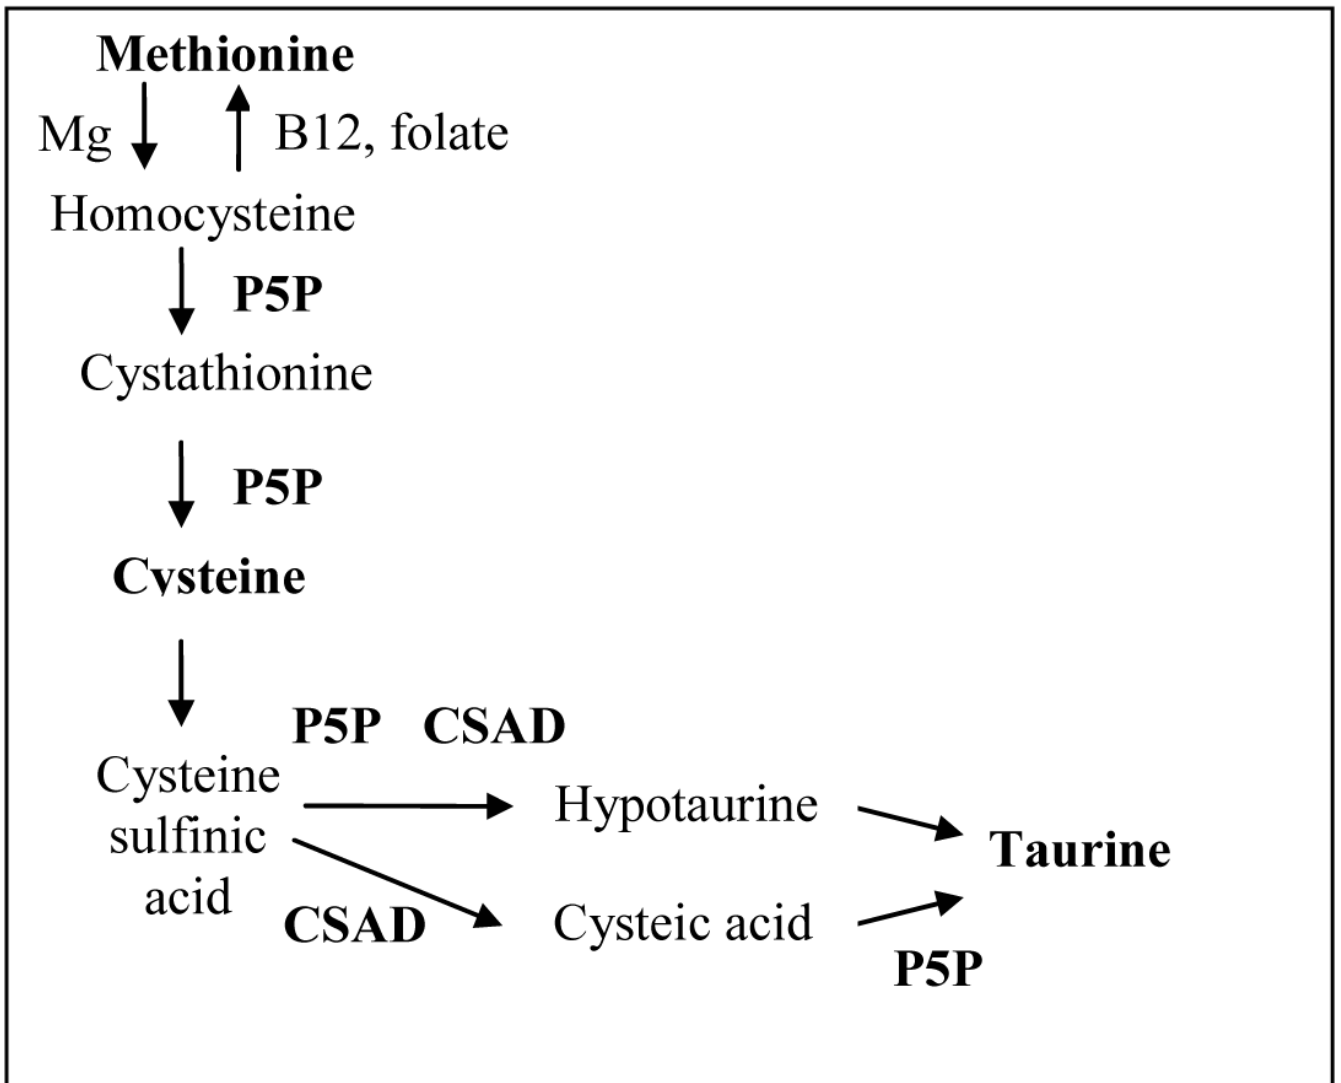 Methionine
Mg
B12, folate
Homocysteine
P5P
Cystathionine
P5P
Cysteine
P5P CSAD
Cysteine
sulfinic
acid
Hypotaurine
Taurine
CSAD
Cysteic acid
P5P